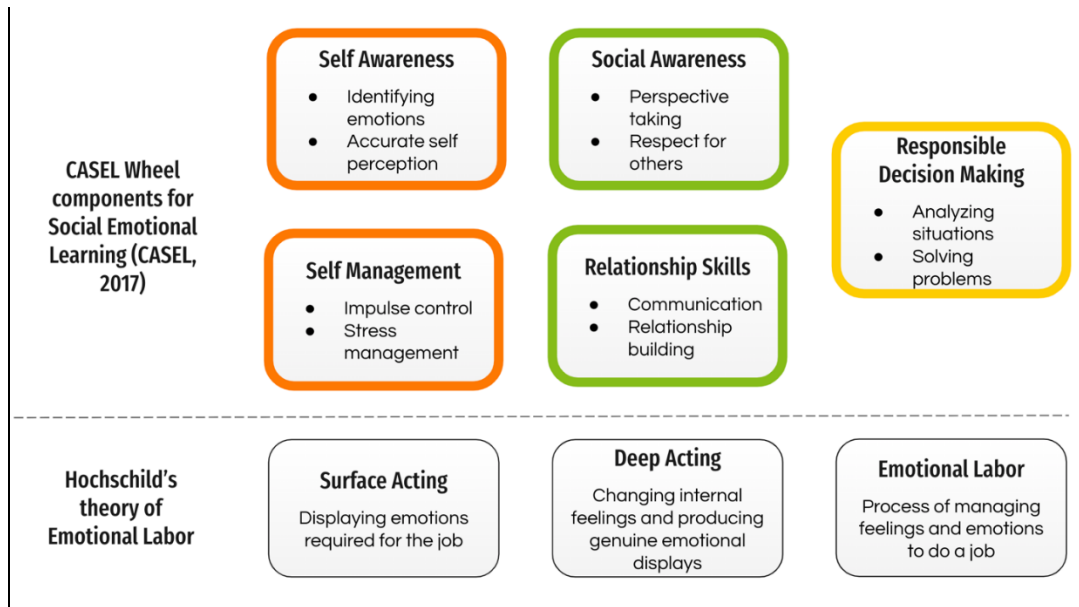 CASEL Wheel
components for
Social Emotional
Learning (CASEL,
2017)
Self Awareness
● Identifying
emotions
● Accurate self
perception
Social Awareness
● Perspective
taking
● Respect for
others
Self Management
● Impulse control
● Stress
management
Relationship Skills
● Communication
● Relationship
building
Responsible
Decision Making
● Analyzing
situations
● Solving
problems
Hochschild's
theory of
Emotional Labor
Surface Acting
Displaying emotions
required for the job
Deep Acting
Changing internal
feelings and producing
genuine emotional
displays
Emotional Labor
Process of managing
feelings and emotions
to do a job